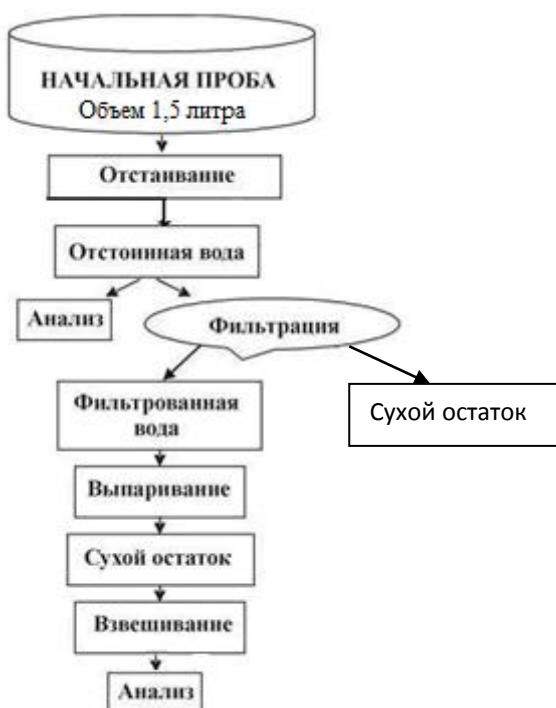 НАЧАЛЬНАЯ ПРОБА
Объем 1,5 литра
Отстаивание
Отстоинная вода
Анализ
Фильтрация
Сухой остаток
Фильтрованная
вода
Выпаривание
Сухой остаток
Взвешивание
Анализ